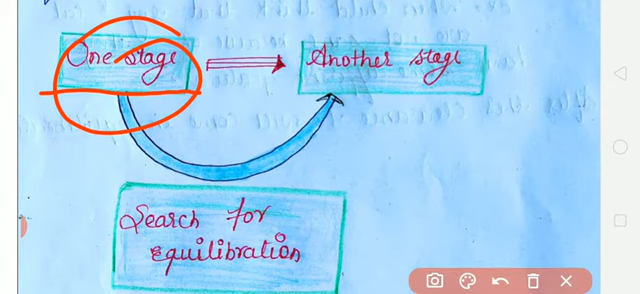 One stage
Another stage
Search for
Equilibration